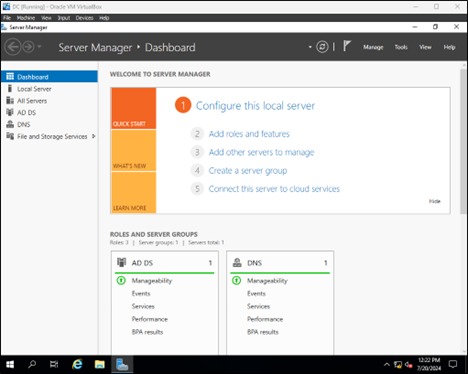 DC [Running] - Oracle VM VirtualBox
File Machine View Input Devices Help
Server Manager
Server Manager • Dashboard
Manage Tools View Help
Dashboard
Local Server
All Servers
AD DS
DNS
File and Storage Services
WELCOME TO SERVER MANAGER
QUICK START
WHAT'S NEW
LEARN MORE
1 Configure this local server
2 Add roles and features
3 Add other servers to manage
4 Create a server group
5 Connect this server to cloud services
Hide
ROLES AND SERVER GROUPS
Roles: 3 | Server groups: 1 | Servers total: 1
AD DS 1
Manageability
Events
Services
Performance
BPA results
DNS 1
Manageability
Events
Services
Performance
BPA results
12:22 PM
7/20/2024